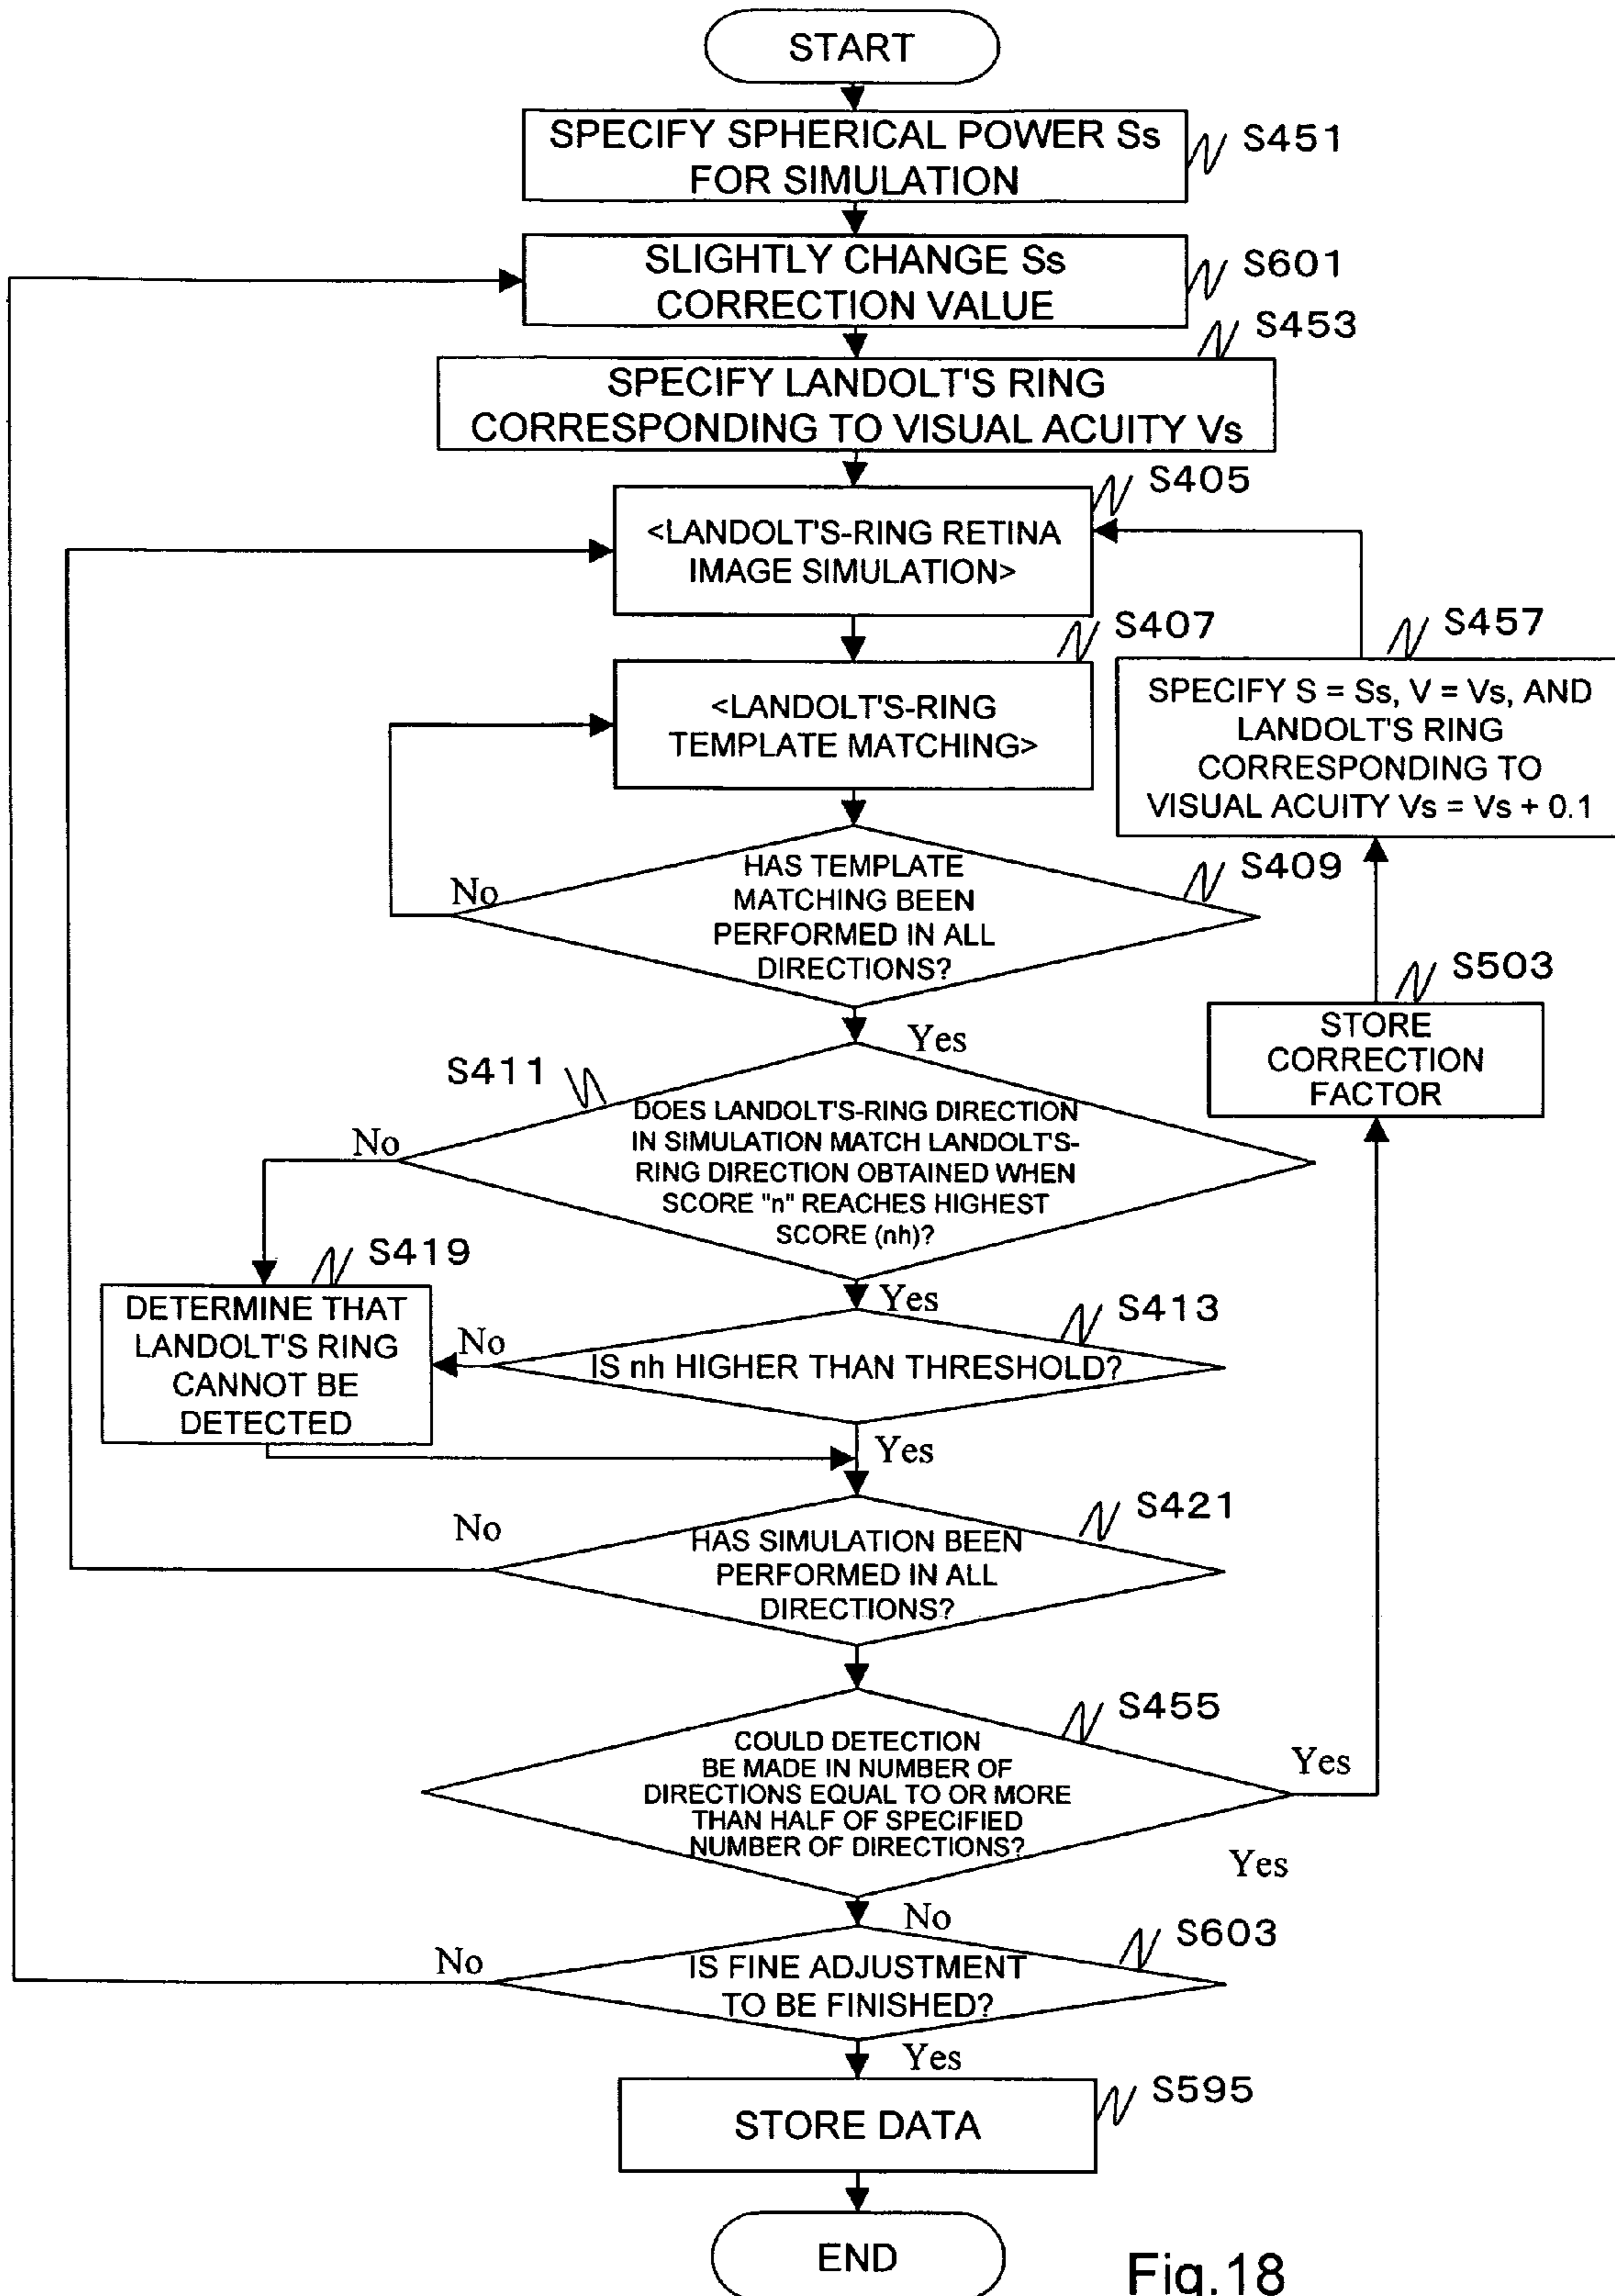 START
SPECIFY SPHERICAL POWER Ss
FOR SIMULATION
S451
SLIGHTLY CHANGE Ss
CORRECTION VALUE
S601
S453
SPECIFY LANDOLT'S RING
CORRESPONDING TO VISUAL ACUITY Vs
S405
<LANDOLT'S-RING RETINA
IMAGE SIMULATION>
S407
<LANDOLT'S-RING
TEMPLATE MATCHING>
S457
SPECIFY S = Ss, V = Vs, AND
LANDOLT'S RING
CORRESPONDING TO
VISUAL ACUITY Vs = Vs + 0.1
HAS TEMPLATE
MATCHING BEEN
PERFORMED IN ALL
DIRECTIONS?
S409
No
Yes
S503
STORE
CORRECTION
FACTOR
S411
DOES LANDOLT'S-RING DIRECTION
IN SIMULATION MATCH LANDOLT'S-
RING DIRECTION OBTAINED WHEN
SCORE "n" REACHES HIGHEST
SCORE (nh)?
No
Yes
S419
DETERMINE THAT
LANDOLT'S RING
CANNOT BE
DETECTED
S413
No
IS nh HIGHER THAN THRESHOLD?
Yes
S421
No
HAS SIMULATION BEEN
PERFORMED IN ALL
DIRECTIONS?
S455
COULD DETECTION
BE MADE IN NUMBER OF
DIRECTIONS EQUAL TO OR MORE
THAN HALF OF SPECIFIED
NUMBER OF DIRECTIONS?
Yes
Yes
No
S603
No
IS FINE ADJUSTMENT
TO BE FINISHED?
Yes
S595
STORE DATA
END
Fig.18